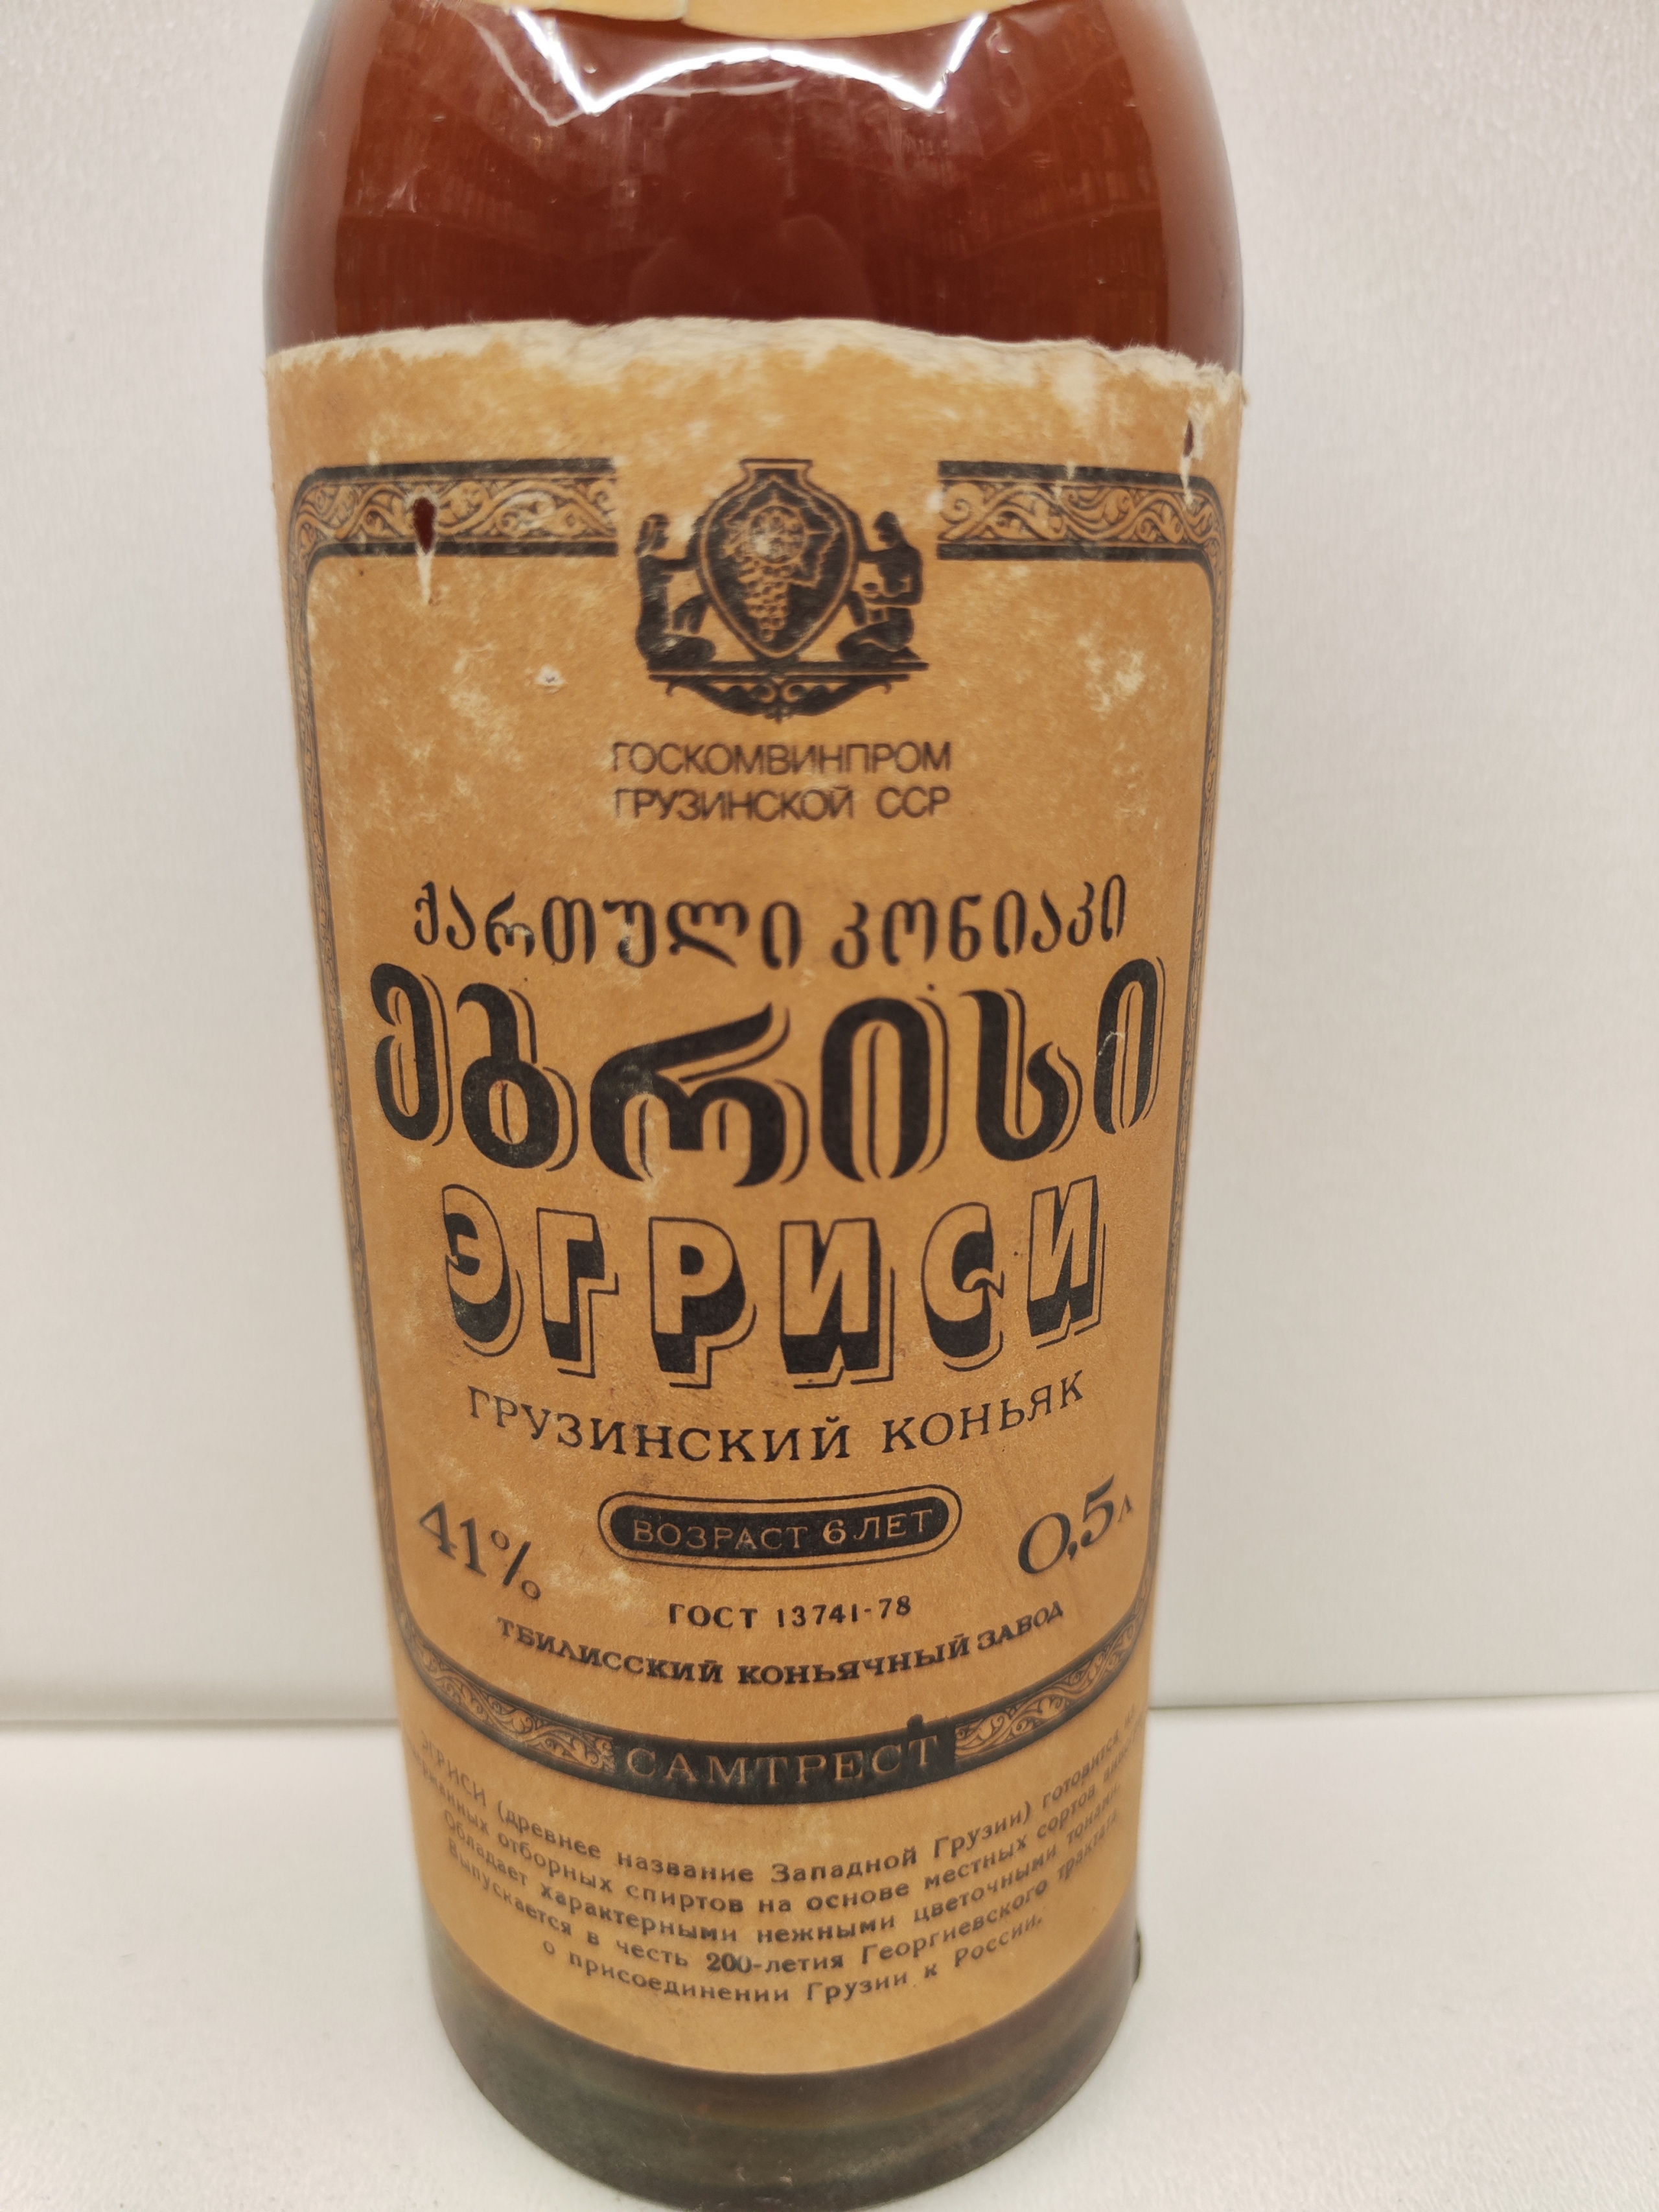 ГОСКОМВИНПРОМ
ГРУЗИНСКОЙ ССР
ქართული კონიაკი
ეგრისი
ЭГРИСИ
ГРУЗИНСКИЙ КОНЬЯК
41%
ВОЗРАСТ 6 ЛЕТ
0,5л
ГОСТ 13741-78
ТБИЛИССКИЙ КОНЬЯЧНЫЙ ЗАВОД
САМТРЕСТ
ЭГРИСИ (древнее название Западной Грузии) готовится
отборных спиртов на основе местных сортов
Обладает характерными нежными цветочными тонами.
Выпускается в честь 200-летия Георгиевского трактата
о присоединении Грузии к России.